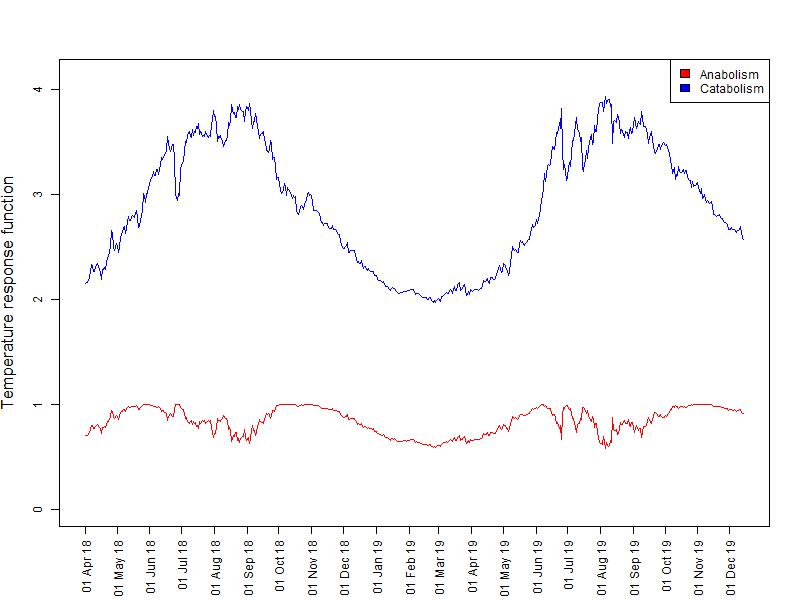 Anabolism
Catabolism
Temperature response function
4
3
2
1
0
01 Apr 18
01 May 18
01 Jun 18
01 Jul 18
01 Aug 18
01 Sep 18
01 Oct 18
01 Nov 18
01 Dec 18
01 Jan 19
01 Feb 19
01 Mar 19
01 Apr 19
01 May 19
01 Jun 19
01 Jul 19
01 Aug 19
01 Sep 19
01 Oct 19
01 Nov 19
01 Dec 19